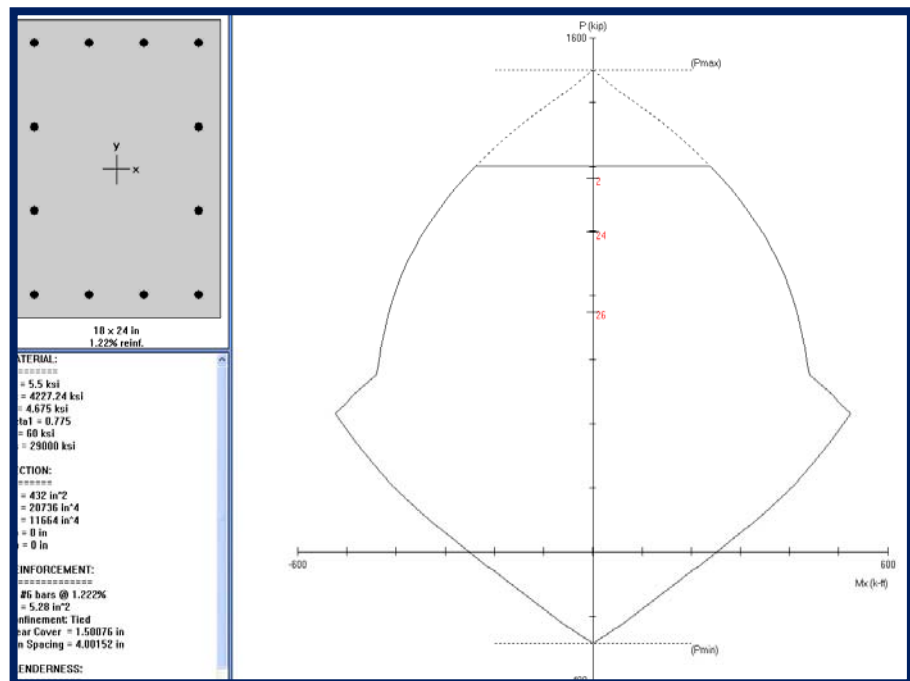 18 x 24 in
1.22% reinf.
ATERIAL:
=======
= 5.5 ksi
= 4227.24 ksi
= 4.675 ksi
eta1 = 0.775
= 60 ksi
= 29000 ksi
ECTION:
======
= 432 in^2
= 20736 in^4
= 11664 in^4
= 0 in
= 0 in
EINFORCEMENT:
=============
#6 bars @ 1.222%
= 5.28 in^2
onfinement: Tied
ear Cover = 1.50076 in
n Spacing = 4.00152 in
ENDERNESS:
y
x
P (kip)
1600
(Pmax)
2
24
26
-600
600
Mx (k-ft)
(Pmin)